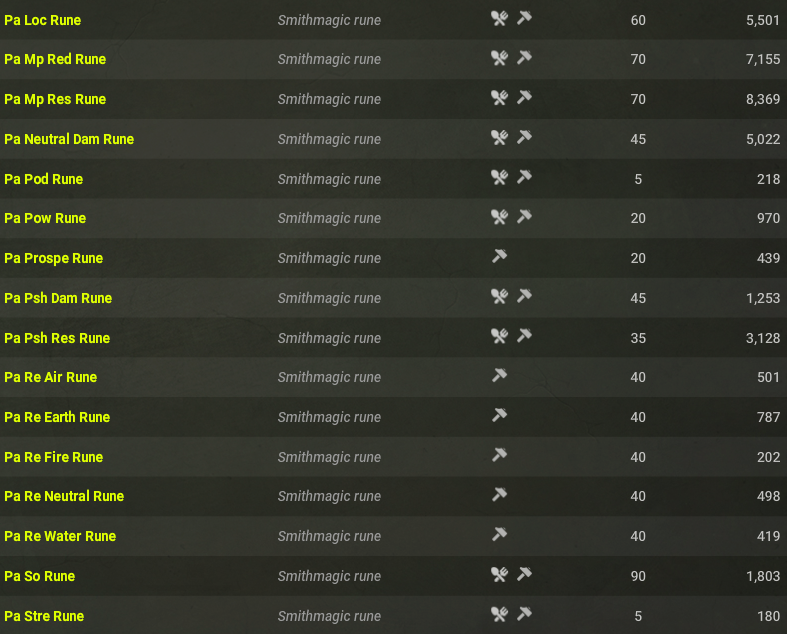 Pa Loc Rune Smithmagic rune 60 5,501
Pa Mp Red Rune Smithmagic rune 70 7,155
Pa Mp Res Rune Smithmagic rune 70 8,369
Pa Neutral Dam Rune Smithmagic rune 45 5,022
Pa Pod Rune Smithmagic rune 5 218
Pa Pow Rune Smithmagic rune 20 970
Pa Prospe Rune Smithmagic rune 20 439
Pa Psh Dam Rune Smithmagic rune 45 1,253
Pa Psh Res Rune Smithmagic rune 35 3,128
Pa Re Air Rune Smithmagic rune 40 501
Pa Re Earth Rune Smithmagic rune 40 787
Pa Re Fire Rune Smithmagic rune 40 202
Pa Re Neutral Rune Smithmagic rune 40 498
Pa Re Water Rune Smithmagic rune 40 419
Pa So Rune Smithmagic rune 90 1,803
Pa Stre Rune Smithmagic rune 5 180